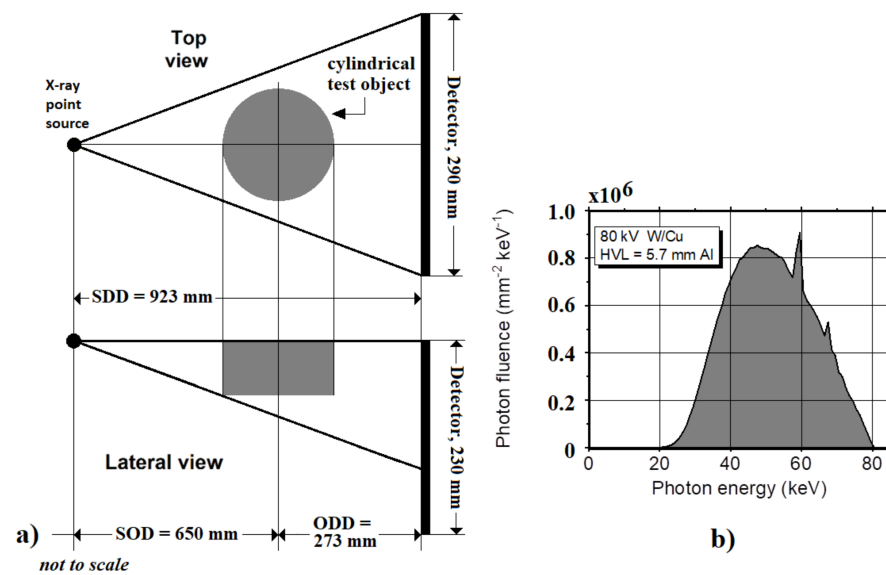 Top
view
X-ray
point
source
cylindrical
test object
Detector, 290 mm
SDD = 923 mm
Detector, 230 mm
Lateral view
SOD = 650 mm
ODD =
273 mm
a)
not to scale
x10⁶
1.0
0.8
0.6
0.4
0.2
0
80 kV W/Cu
HVL = 5.7 mm Al
Photon fluence (mm⁻² keV⁻¹)
0 20 40 60 80
Photon energy (keV)
b)